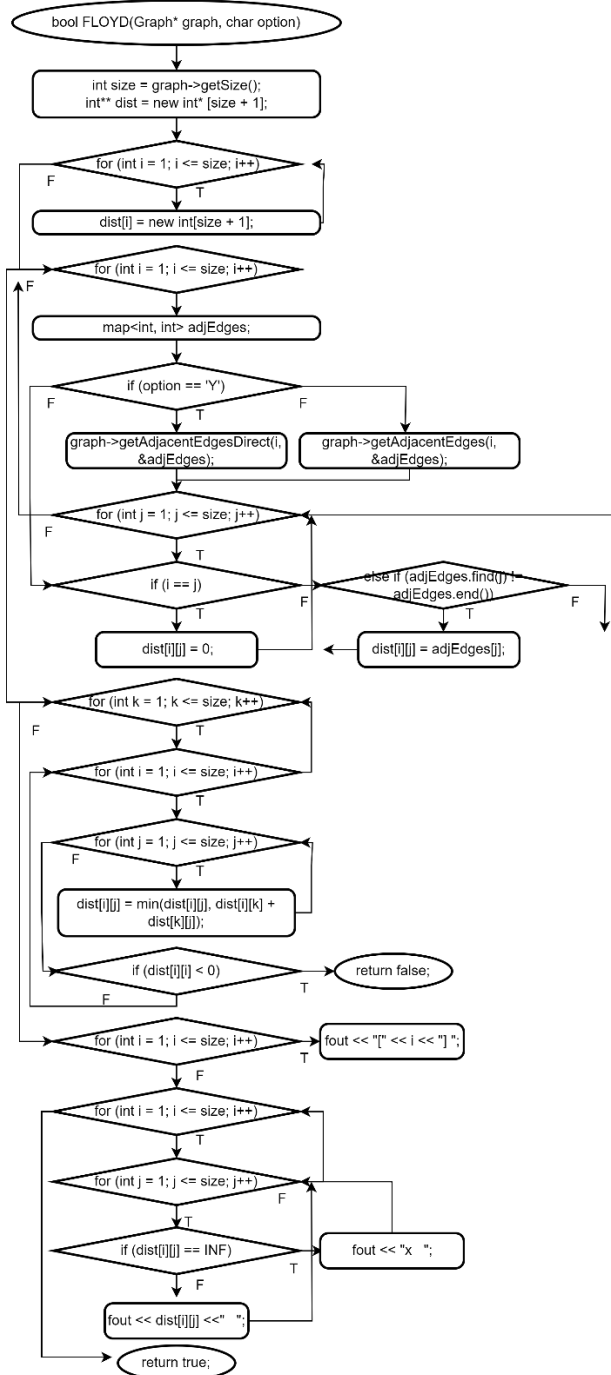 bool FLOYD(Graph* graph, char option)
int size = graph->getSize();
int** dist = new int* [size + 1];
for (int i = 1; i <= size; i++)
F
T
dist[i] = new int[size + 1];
for (int i = 1; i <= size; i++)
F
map<int, int> adjEdges;
if (option == 'Y')
F
T
F
graph->getAdjacentEdgesDirect(i,
&adjEdges);
graph->getAdjacentEdges(i,
&adjEdges);
for (int j = 1; j <= size; j++)
F
T
if (i == j)
T
F
else if (adjEdges.find(j) !=
adjEdges.end())
T
F
dist[i][j] = 0;
dist[i][j] = adjEdges[j];
for (int k = 1; k <= size; k++)
F
T
for (int i = 1; i <= size; i++)
T
for (int j = 1; j <= size; j++)
F
T
dist[i][j] = min(dist[i][j], dist[i][k] +
dist[k][j]);
if (dist[i][i] < 0)
F
T
return false;
for (int i = 1; i <= size; i++)
T
F
fout << "[" << i << "] ";
for (int i = 1; i <= size; i++)
T
for (int j = 1; j <= size; j++)
F
T
if (dist[i][j] == INF)
T
F
fout << "x   ";
fout << dist[i][j] <<"   ";
return true;